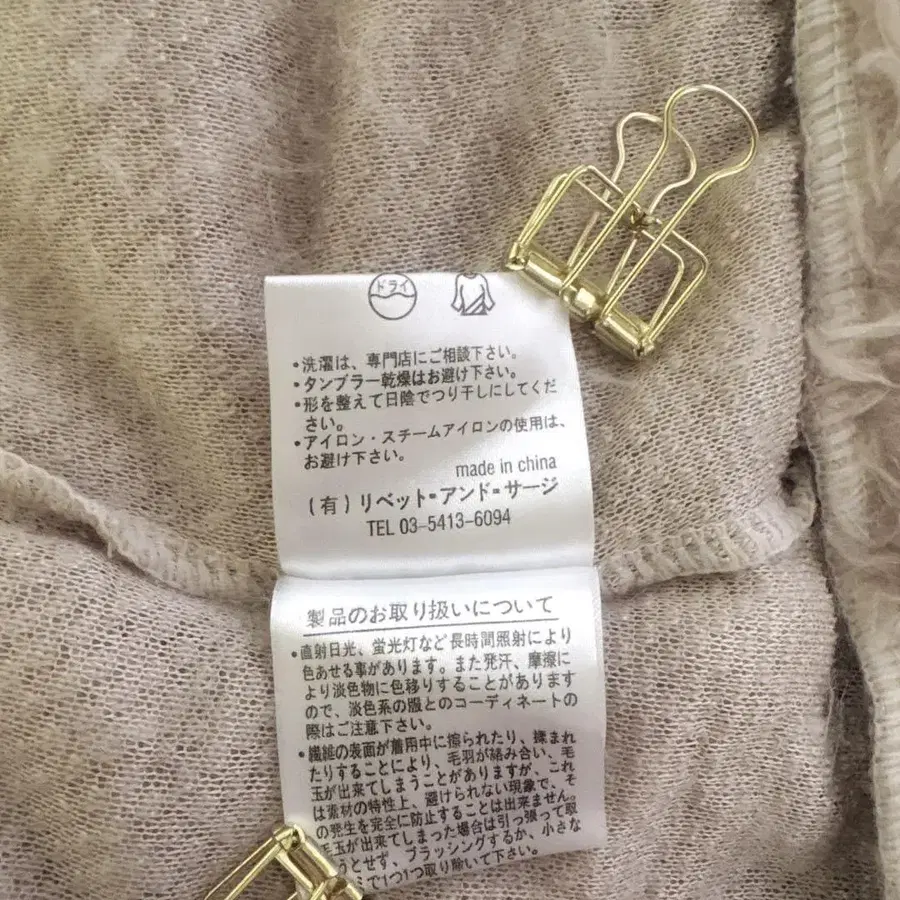 ドライ
・洗濯は、専門店にご相談下さい。
・タンブラー乾燥はお避け下さい。
・形を整えて日陰でつり干しにしてくだ
さい。
・アイロン・スチームアイロンの使用は、
お避け下さい。
made in china
(有) リベット・アンド・サージ
TEL 03-5413-6094
製品のお取り扱いについて
・直射日光、蛍光灯など長時間照射により
色あせる事があります。また発汗、摩擦に
より淡色物に色移りすることがあります
ので、淡色系の服とのコーディネートの
際はご注意下さい。
・繊維の表面が着用中に擦られたり、揉まれ
たりすることにより、毛羽が絡み合い、毛
玉が出来てしまうことがありますが、これ
は素材の特性上、避けられない現象で、そ
の発生を完全に防止することは出来ません。
毛玉が出来てしまった場合は引っ張って取
うとせず、ブラッシングするか、小さな
で1つ1つ取り除いて下さい。